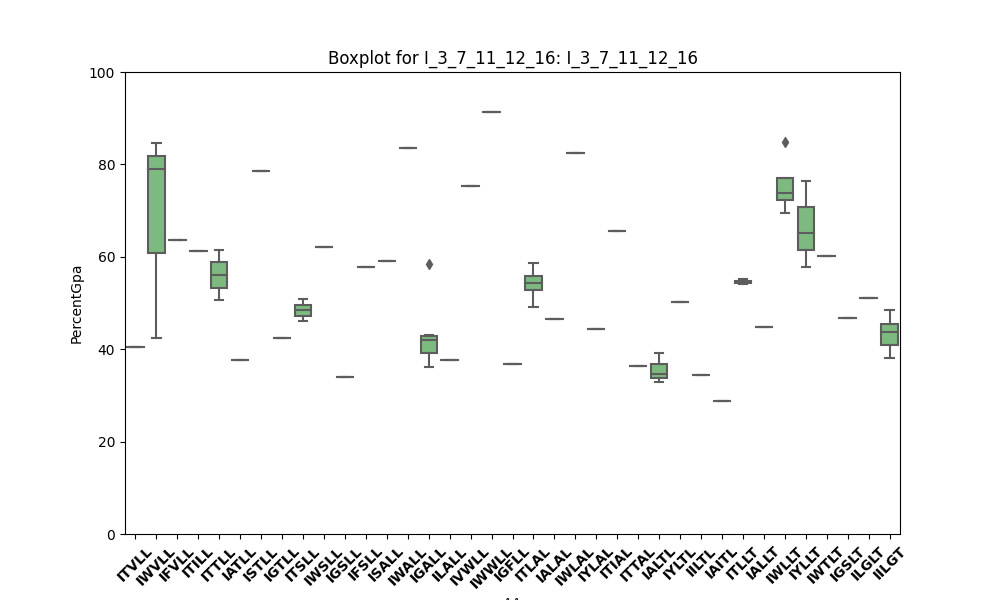 Boxplot for I_3_7_11_12_16: I_3_7_11_12_16
PercentGpa
100
80
60
40
20
0
ITVLL
IWVLL
IFVLL
ITILL
ITTLL
IATLL
ISTLL
IGTLL
ITSLL
IWSLL
IGSLL
IFSLL
ISALL
IWALL
IGALL
ILALL
IVWLL
IWWLL
IGFLL
ITLAL
IALAL
IWLAL
IYLAL
ITIAL
ITTAL
IALTL
IYLTL
IILTL
IAITL
ITLLT
IALLT
IWLLT
IYLLT
IWTLT
IGSLT
ILGLT
IILGT